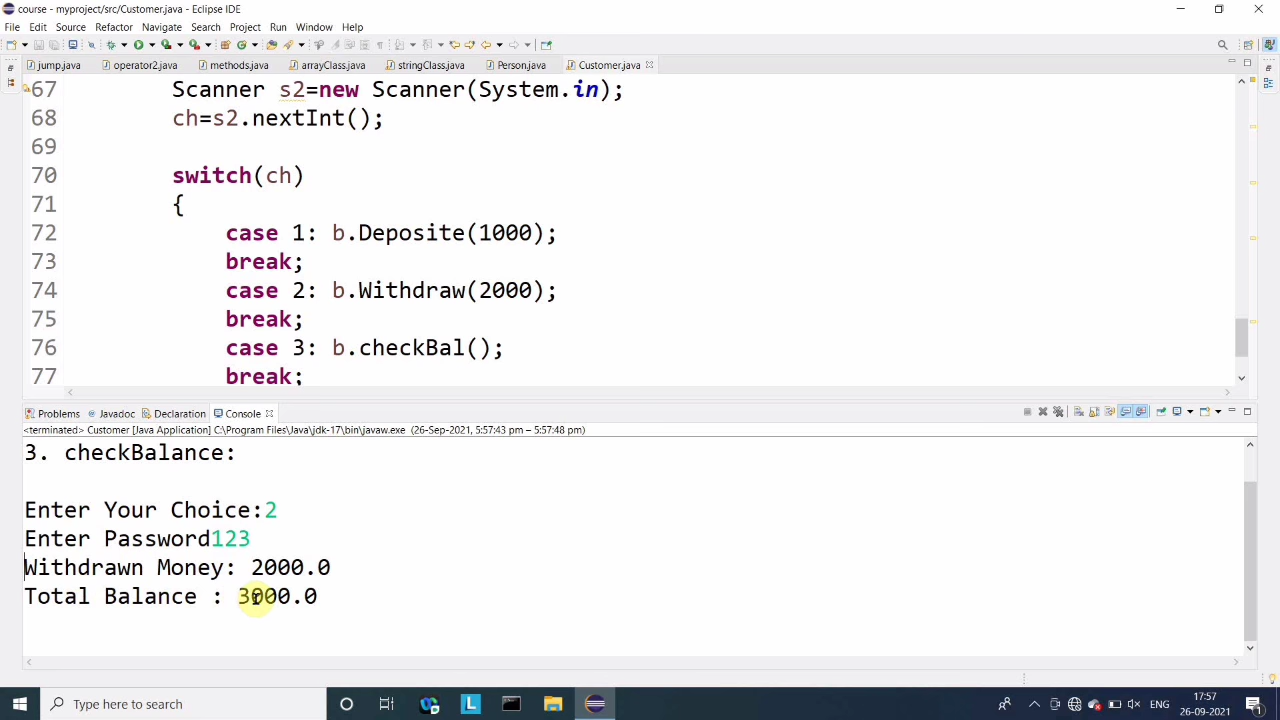 course - myproject/src/Customer.java - Eclipse IDE
File Edit Source Refactor Navigate Search Project Run Window Help
jump.java operator2.java methods.java arrayClass.java stringClass.java Person.java Customer.java
67 Scanner s2=new Scanner(System.in);
68 ch=s2.nextInt();
69
70 switch(ch)
71 {
72 case 1: b.Deposite(1000);
73 break;
74 case 2: b.Withdraw(2000);
75 break;
76 case 3: b.checkBal();
77 break;
Problems Javadoc Declaration Console
<terminated> Customer [Java Application] C:\Program Files\Java\jdk-17\bin\javaw.exe (26-Sep-2021, 5:57:43 pm – 5:57:48 pm)
3. checkBalance:
Enter Your Choice:2
Enter Password123
Withdrawn Money: 2000.0
Total Balance : 3000.0
Type here to search
L
ENG
17:57
26-09-2021
1